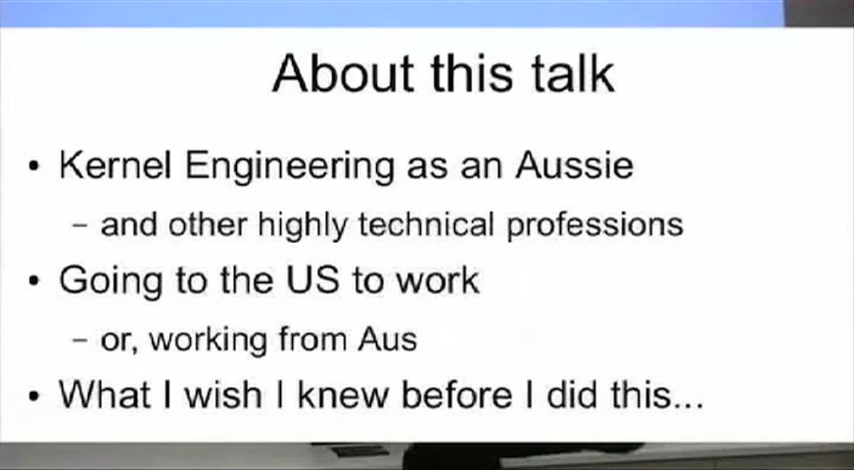 About this talk
• Kernel Engineering as an Aussie
– and other highly technical professions
• Going to the US to work
– or, working from Aus
• What I wish I knew before I did this...